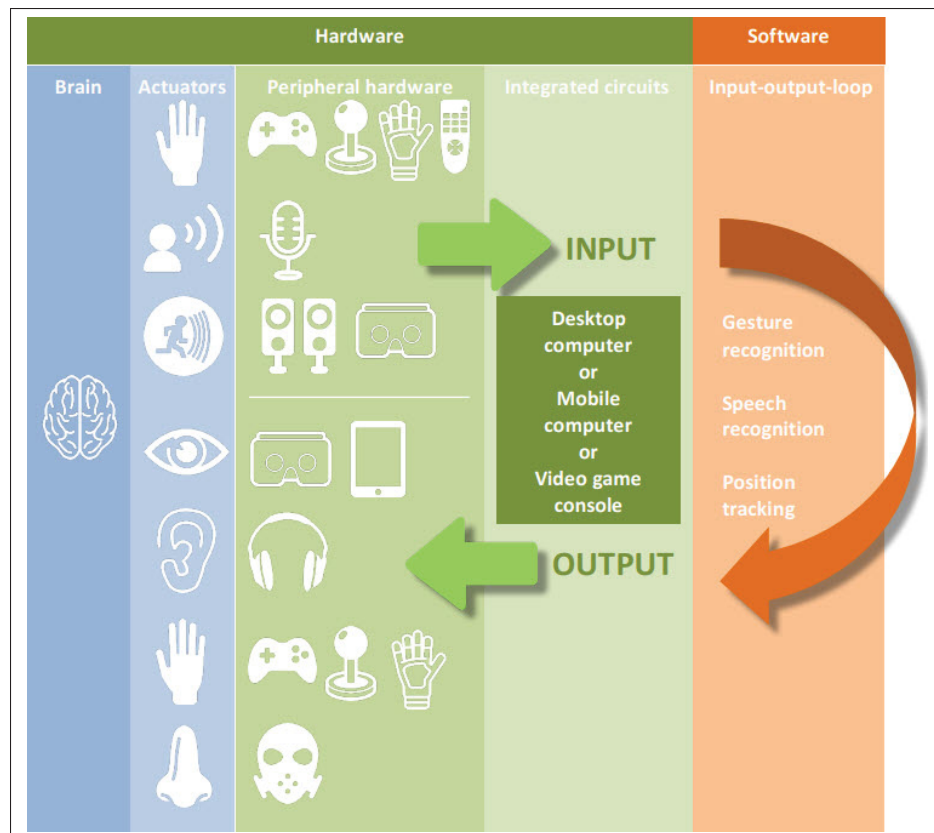 Hardware
Software
Brain
Actuators
Peripheral hardware
Integrated circuits
Input-output-loop
INPUT
Desktop
computer
or
Mobile
computer
or
Video game
console
Gesture
recognition
Speech
recognition
Position
tracking
OUTPUT